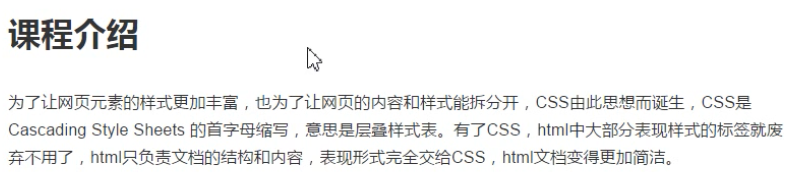 课程介绍
为了让网页元素的样式更加丰富，也为了让网页的内容和样式能拆分开，CSS由此思想而诞生，CSS是
Cascading Style Sheets 的首字母缩写，意思是层叠样式表。有了CSS，html中大部分表现样式的标签就废
弃不用了，html只负责文档的结构和内容，表现形式完全交给CSS，html文档变得更加简洁。